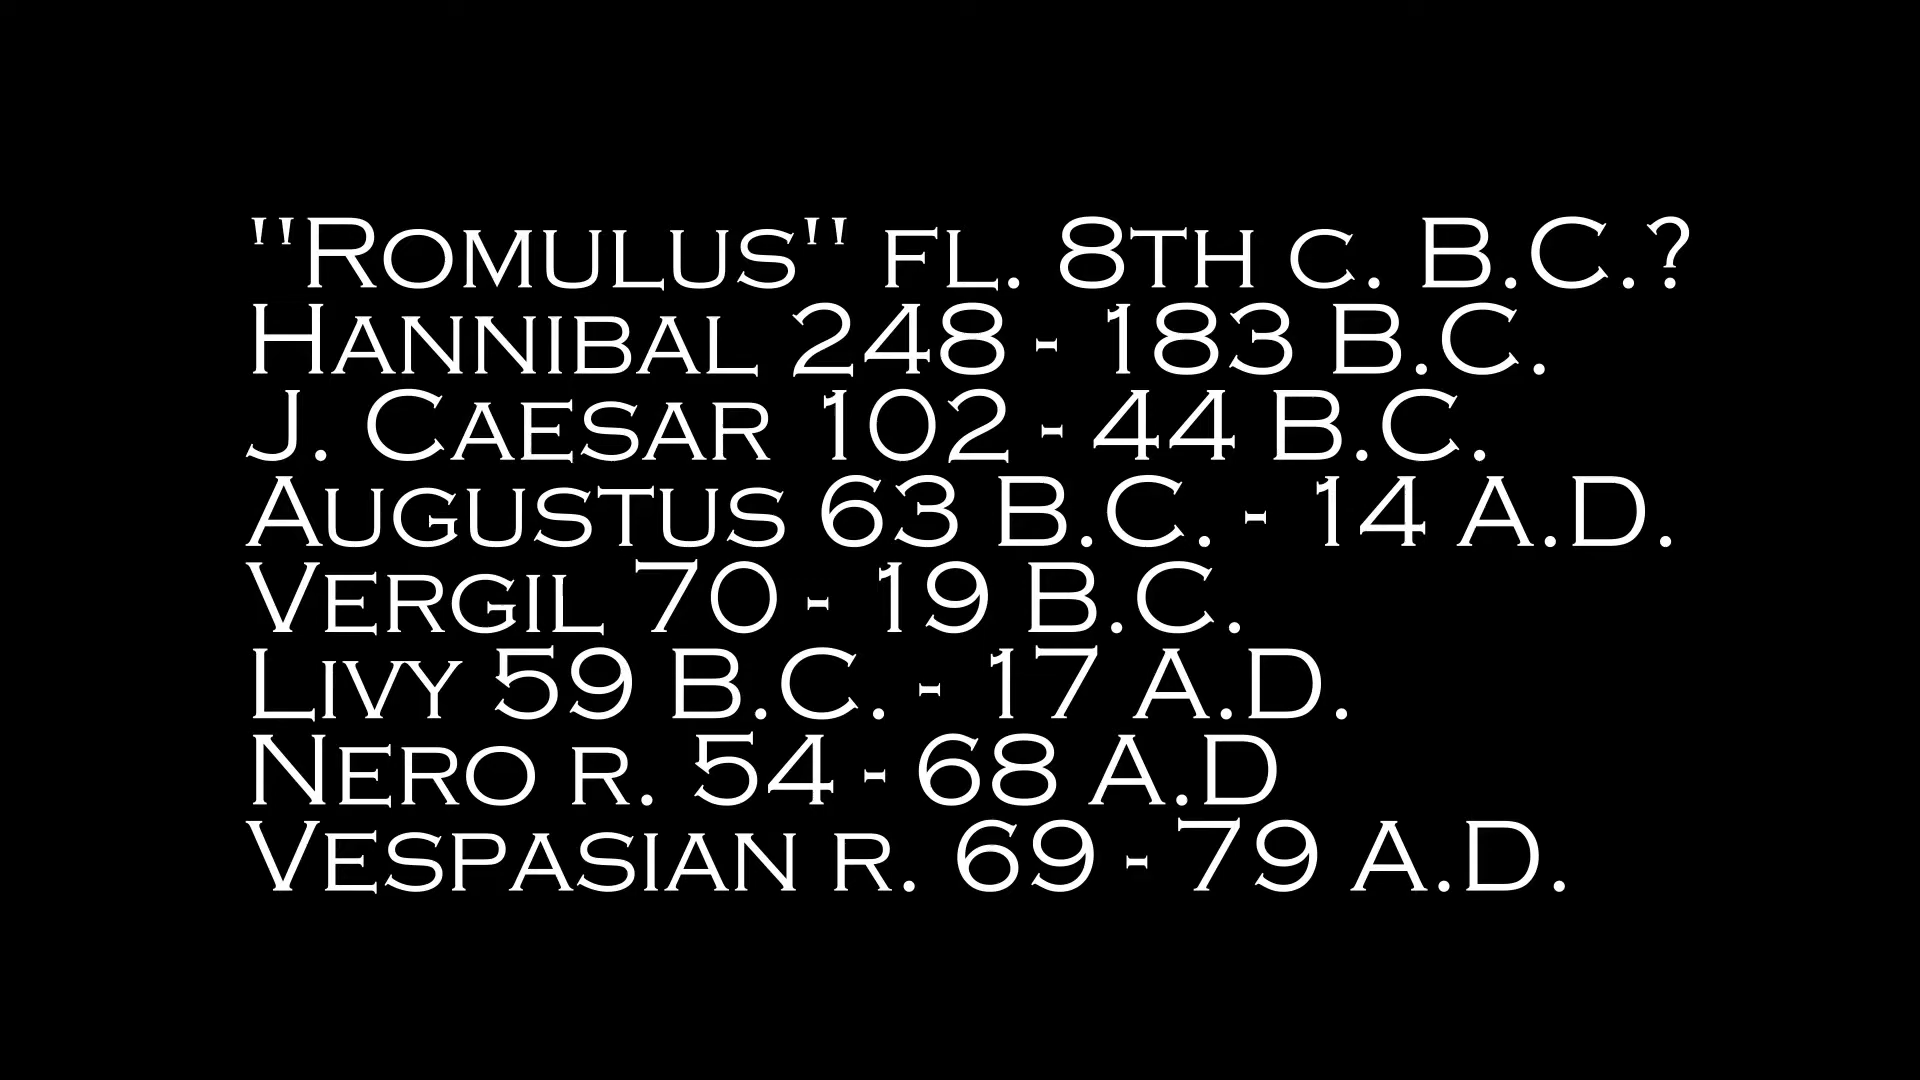 "Romulus" fl. 8th c. B.C.?
Hannibal 248 - 183 B.C.
J. Caesar 102 - 44 B.C.
Augustus 63 B.C. - 14 A.D.
Vergil 70 - 19 B.C.
Livy 59 B.C. - 17 A.D.
Nero r. 54 - 68 A.D
Vespasian r. 69 - 79 A.D.